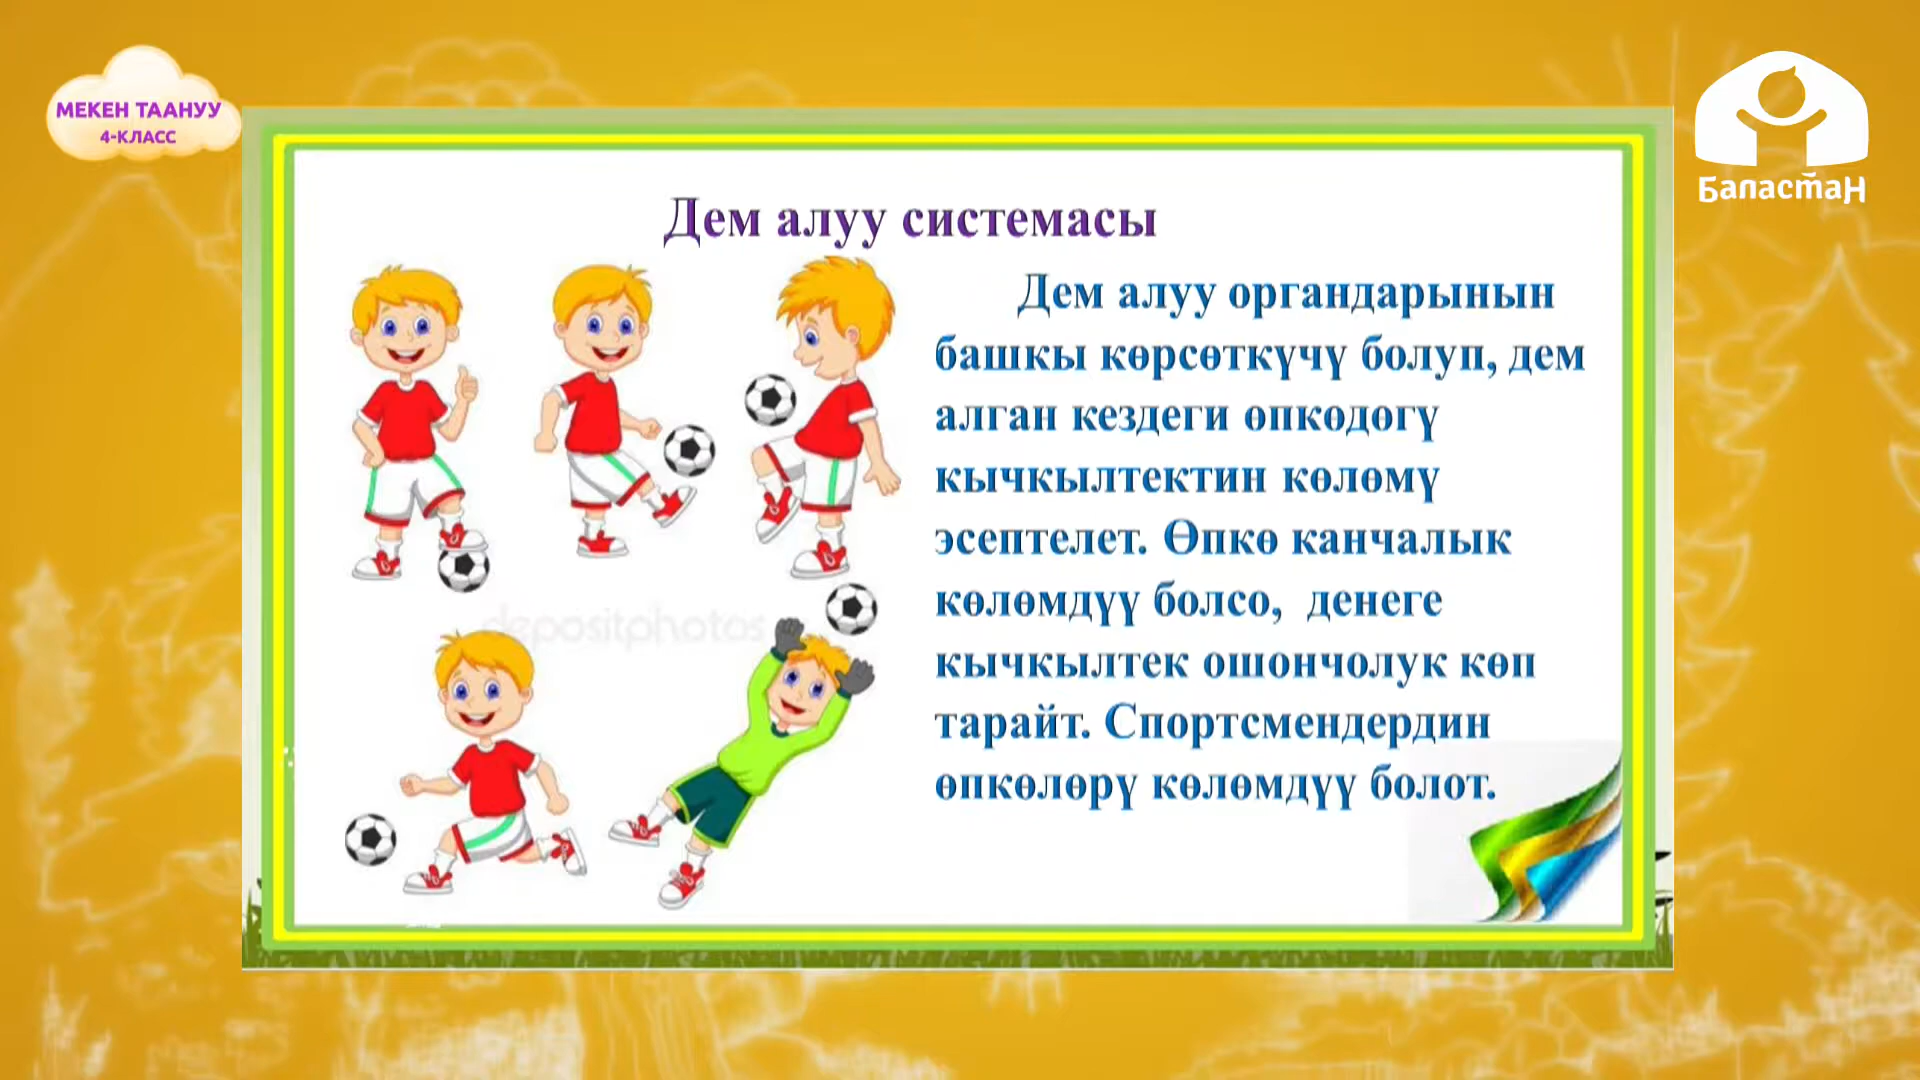 МЕКЕН ТААНУУ
4-КЛАСС
Баластан
Дем алуу системасы
Дем алуу органдарынын
башкы көрсөткүчү болуп, дем
алган кездеги өпкөдөгү
кычкылтектин көлөмү
эсептелет. Өпкө канчалык
көлөмдүү болсо, денеге
кычкылтек ошончолук көп
тарайт. Спортсмендердин
өпкөлөрү көлөмдүү болот.
depositphotos